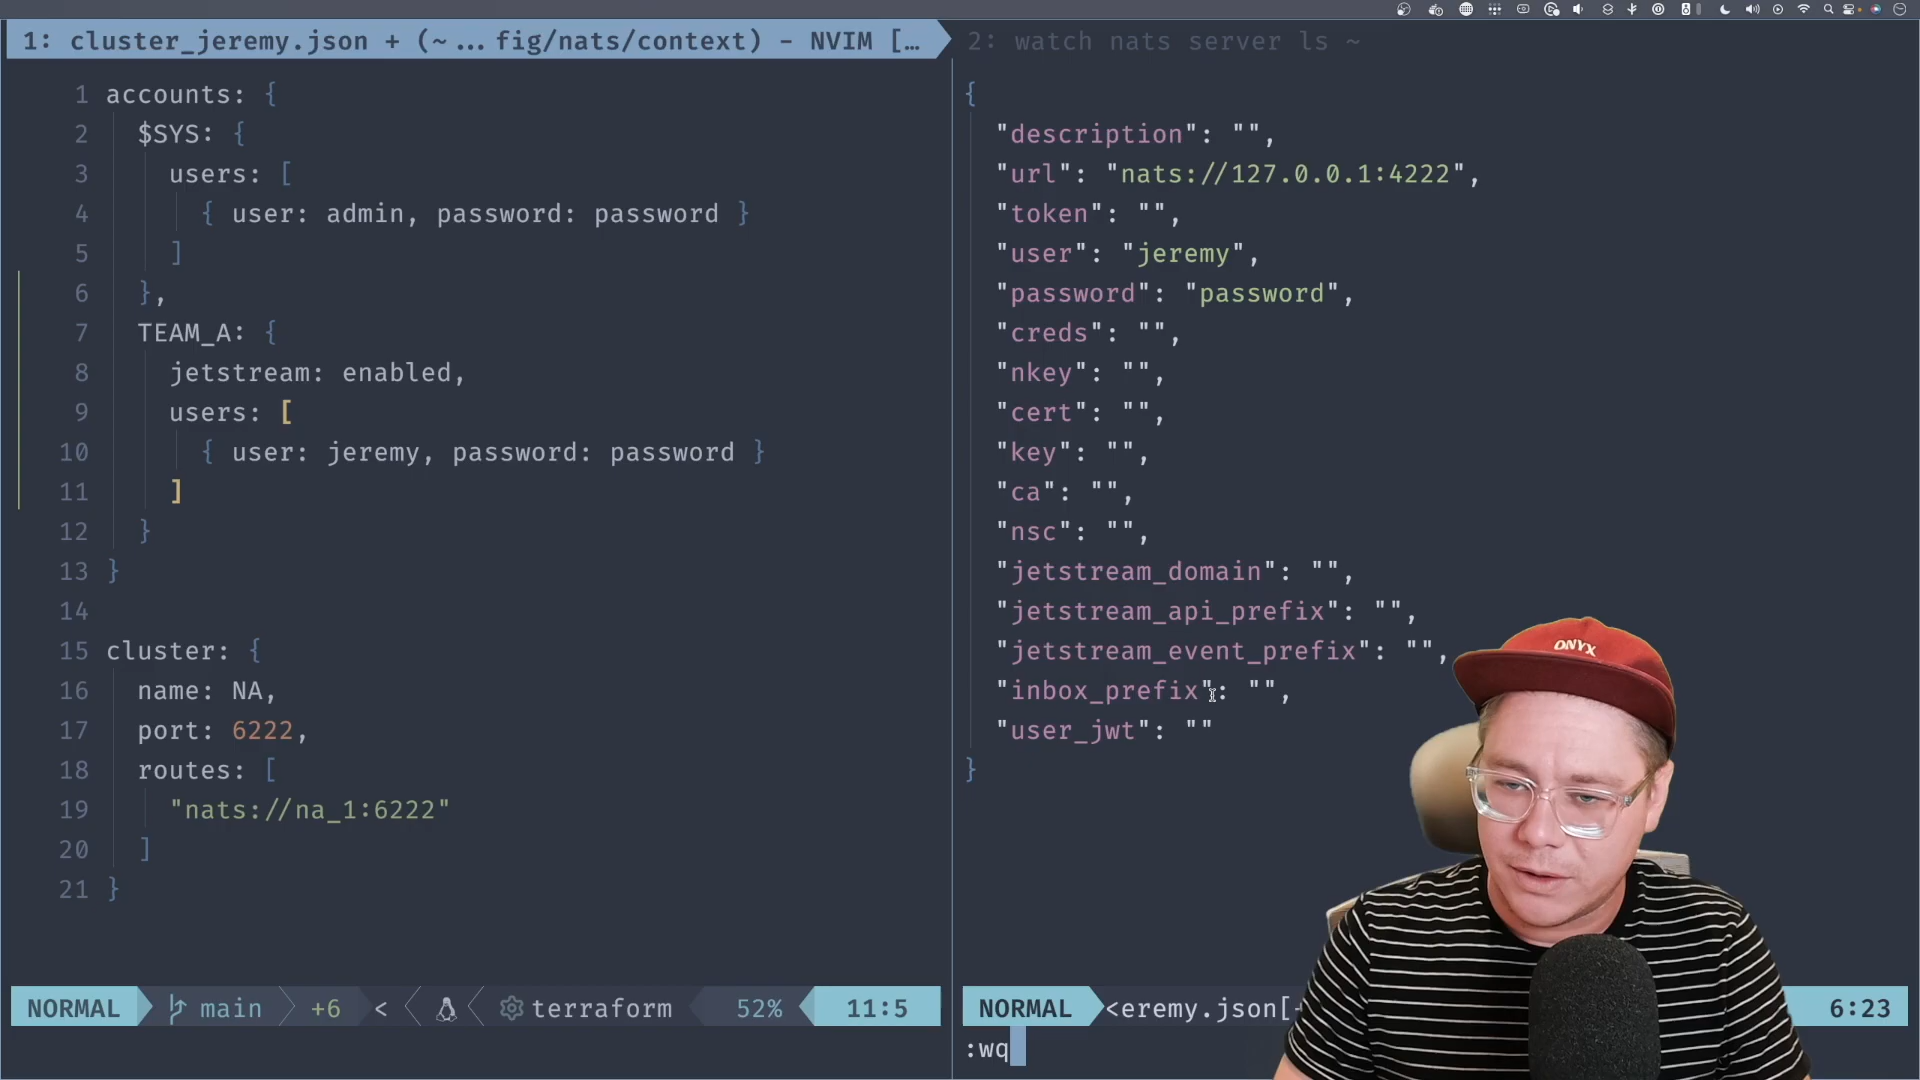 1: cluster_jeremy.json + (~ ... fig/nats/context) - NVIM [...
2: watch nats server ls ~
1 accounts: {
2 $SYS: {
3 users: [
4 { user: admin, password: password }
5 ]
6 },
7 TEAM_A: {
8 jetstream: enabled,
9 users: [
10 { user: jeremy, password: password }
11 ]
12 }
13 }
14
15 cluster: {
16 name: NA,
17 port: 6222,
18 routes: [
19 "nats://na_1:6222"
20 ]
21 }
NORMAL main +6 < terraform 52% 11:5
{
"description": "",
"url": "nats://127.0.0.1:4222",
"token": "",
"user": "jeremy",
"password": "password",
"creds": "",
"nkey": "",
"cert": "",
"key": "",
"ca": "",
"nsc": "",
"jetstream_domain": "",
"jetstream_api_prefix": "",
"jetstream_event_prefix": "",
"inbox_prefix": "",
"user_jwt": ""
}
NORMAL <eremy.json[+ 6:23
:wq
ONYX